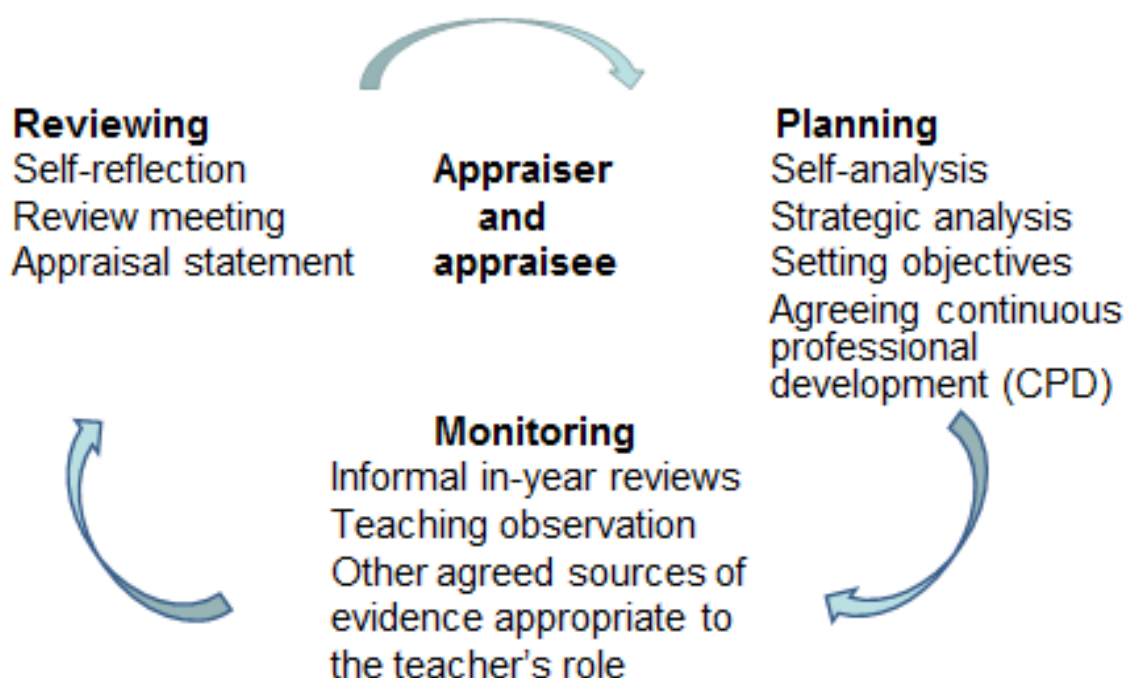 Reviewing
Self-reflection
Review meeting
Appraisal statement
Appraiser
and
appraisee
Planning
Self-analysis
Strategic analysis
Setting objectives
Agreeing continuous
professional
development (CPD)
Monitoring
Informal in-year reviews
Teaching observation
Other agreed sources of
evidence appropriate to
the teacher's role